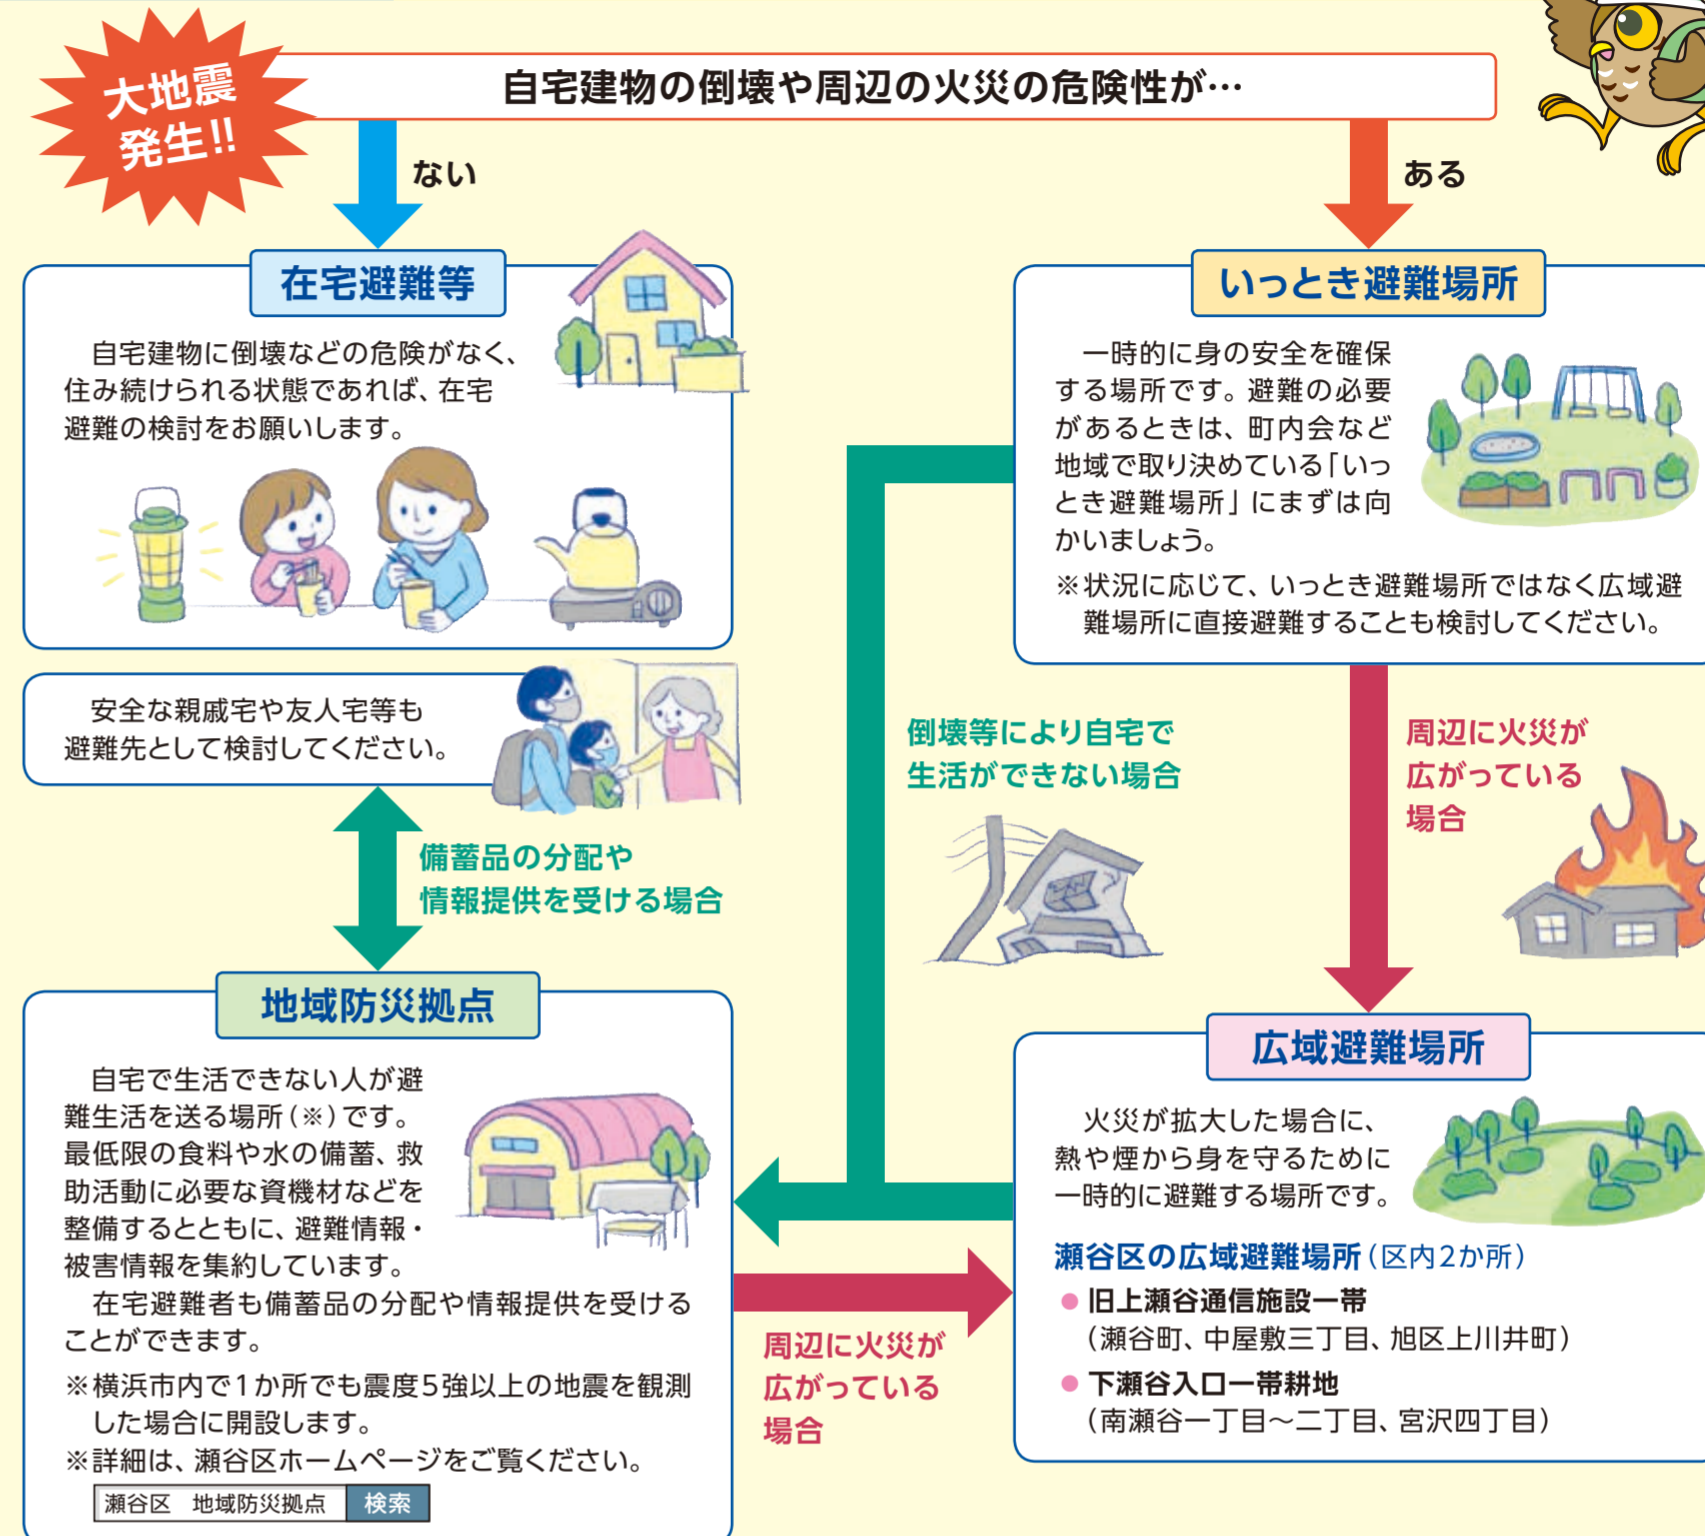 大地震
発生!!
自宅建物の倒壊や周辺の火災の危険性が…
ない
ある
在宅避難等
自宅建物に倒壊などの危険がなく、
住み続けられる状態であれば、在宅
避難の検討をお願いします。
安全な親戚宅や友人宅等も
避難先として検討してください。
備蓄品の分配や
情報提供を受ける場合
いっとき避難場所
一時的に身の安全を確保
する場所です。避難の必要
があるときは、町内会など
地域で取り決めている「いっ
とき避難場所」にまずは向
かいましょう。
※状況に応じて、いっとき避難場所ではなく広域避
難場所に直接避難することも検討してください。
倒壊等により自宅で
生活ができない場合
周辺に火災が
広がっている
場合
地域防災拠点
自宅で生活できない人が避
難生活を送る場所(※)です。
最低限の食料や水の備蓄、救
助活動に必要な資機材などを
整備するとともに、避難情報・
被害情報を集約しています。
在宅避難者も備蓄品の分配や情報提供を受ける
ことができます。
※横浜市内で1か所でも震度5強以上の地震を観測
した場合に開設します。
※詳細は、瀬谷区ホームページをご覧ください。
瀬谷区 地域防災拠点 検索
周辺に火災が
広がっている
場合
広域避難場所
火災が拡大した場合に、
熱や煙から身を守るために
一時的に避難する場所です。
瀬谷区の広域避難場所(区内2か所)
● 旧上瀬谷通信施設一帯
(瀬谷町、中屋敷三丁目、旭区上川井町)
● 下瀬谷入口一帯耕地
(南瀬谷一丁目～二丁目、宮沢四丁目)